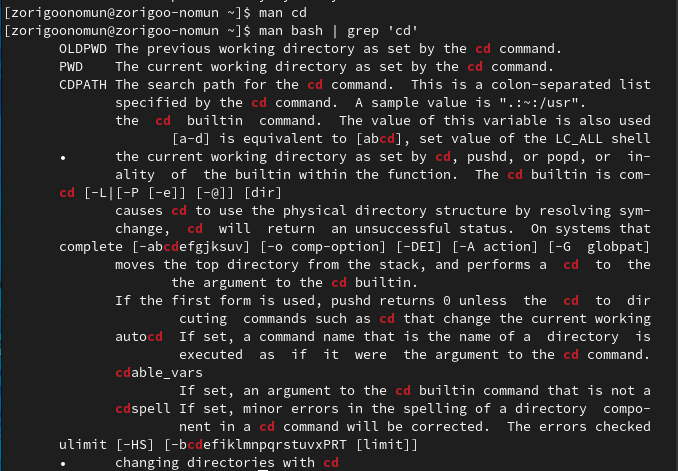 [zorigoonomun@zorigoo-nomun ~]$ man cd
[zorigoonomun@zorigoo-nomun ~]$ man bash | grep 'cd'
OLDPWD The previous working directory as set by the cd command.
PWD    The current working directory as set by the cd command.
CDPATH The search path for the cd command.  This is a colon-separated list
specified by the cd command.  A sample value is ".:~:/usr".
the  cd  builtin  command.  The value of this variable is also used
[a-d] is equivalent to [abcd], set value of the LC_ALL shell
•      the current working directory as set by cd, pushd, or popd, or  in-
ality  of  the builtin within the function.  The cd builtin is com-
cd [-L|[-P [-e]] [-@]] [dir]
causes cd to use the physical directory structure by resolving sym-
change,  cd  will  return  an unsuccessful status.  On systems that
complete [-abcdefgjksuv] [-o comp-option] [-DEI] [-A action] [-G  globpat]
moves the top directory from the stack, and performs a  cd  to  the
the argument to the cd builtin.
If the first form is used, pushd returns 0 unless  the  cd  to  dir
cuting  commands such as cd that change the current working
autocd  If set, a command name that is the name of a  directory  is
executed  as  if  it  were  the argument to the cd command.
cdable_vars
If set, an argument to the cd builtin command that is not a
cdspell If set, minor errors in the spelling of a directory  compo-
nent in a cd command will be corrected.  The errors checked
ulimit [-HS] [-bcdefiklmnpqrstuvxPRT [limit]]
•      changing directories with cd